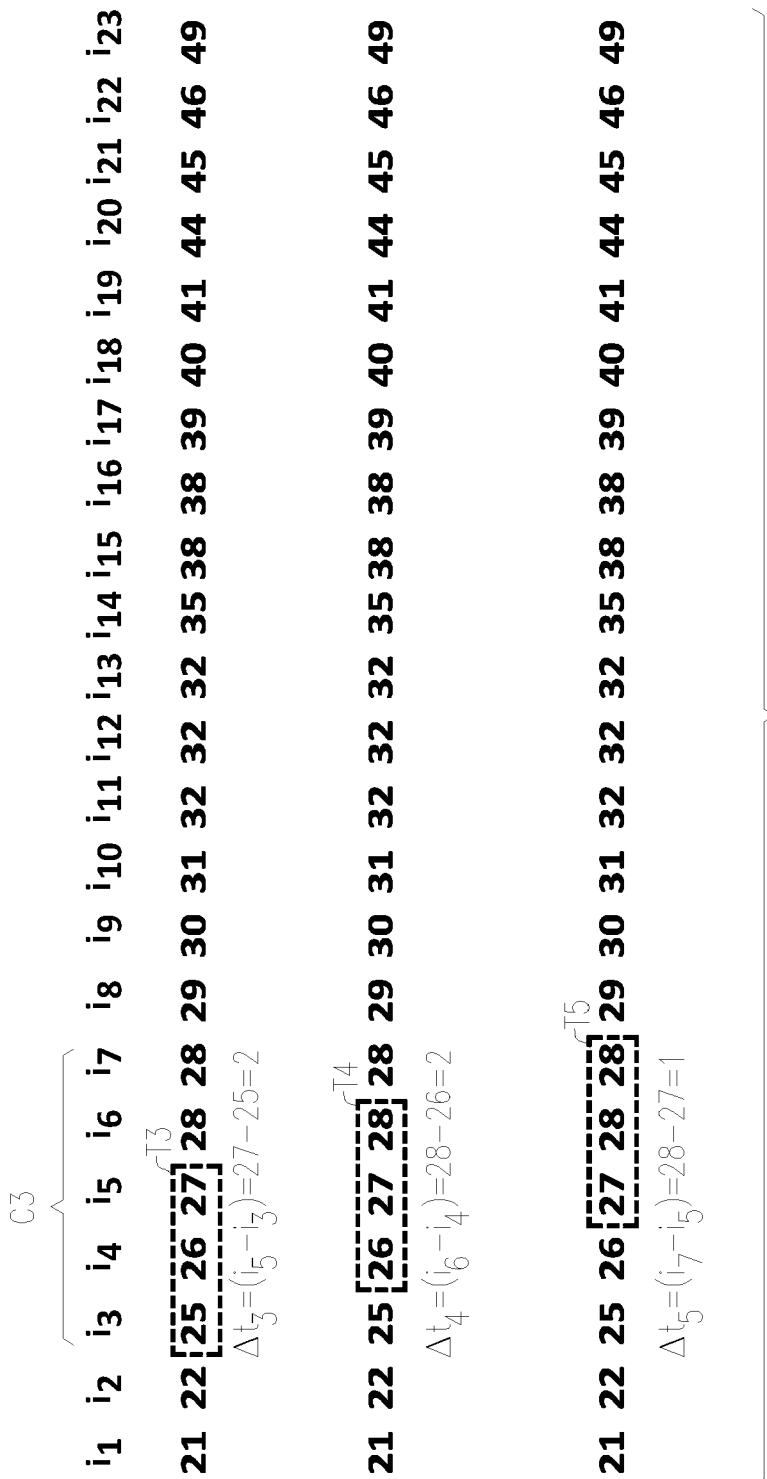 C3
i1 i2 i3 i4 i5 i6 i7 i8 i9 i10 i11 i12 i13 i14 i15 i16 i17 i18 i19 i20 i21 i22 i23
21 22 25 26 27 28 28 29 30 31 32 32 32 35 38 38 39 40 41 44 45 46 49
T3
Δt3=(i5-i3)=27-25=2
T4
21 22 25 26 27 28 28 29 30 31 32 32 32 35 38 38 39 40 41 44 45 46 49
Δt4=(i6-i4)=28-26=2
T5
21 22 25 26 27 28 28 29 30 31 32 32 32 35 38 38 39 40 41 44 45 46 49
Δt5=(i7-i5)=28-27=1